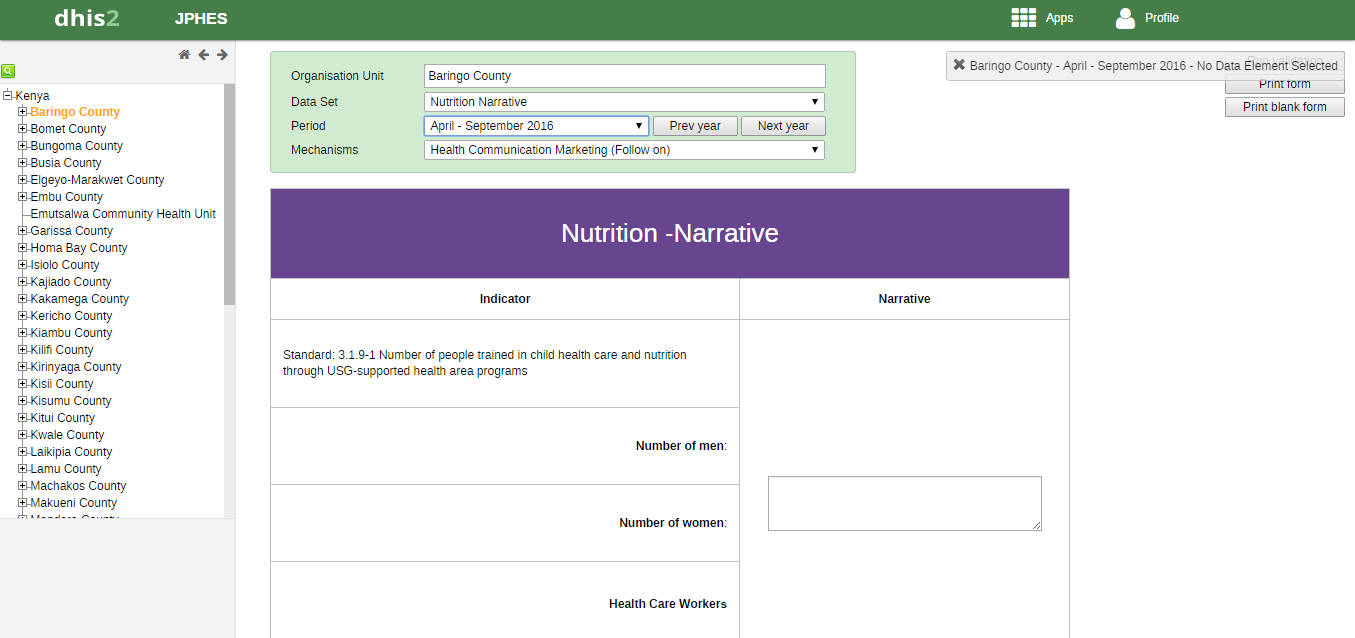 dhis2
JPHES
Apps
Profile
Kenya
Baringo County
Bomet County
Bungoma County
Busia County
Elgeyo-Marakwet County
Embu County
Emutsalwa Community Health Unit
Garissa County
Homa Bay County
Isiolo County
Kajiado County
Kakamega County
Kericho County
Kiambu County
Kilifi County
Kirinyaga County
Kisii County
Kisumu County
Kitui County
Kwale County
Laikipia County
Lamu County
Machakos County
Makueni County
Organisation Unit Baringo County
Data Set Nutrition Narrative
Period April - September 2016 Prev year Next year
Mechanisms Health Communication Marketing (Follow on)
Baringo County - April - September 2016 - No Data Element Selected
Print form
Print blank form
Nutrition -Narrative
Indicator Narrative
Standard: 3.1.9-1 Number of people trained in child health care and nutrition
through USG-supported health area programs
Number of men:
Number of women:
Health Care Workers